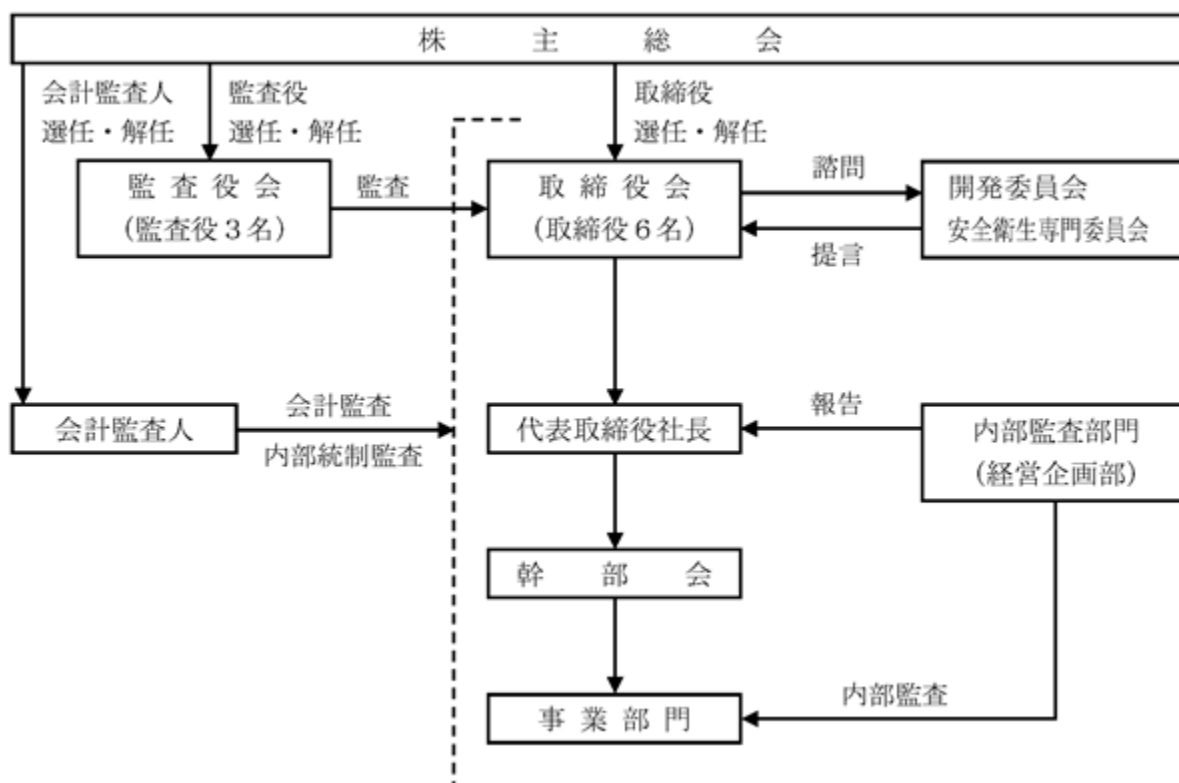 株主総会
会計監査人
選任・解任
監査役
選任・解任
取締役
選任・解任
監査役会
(監査役3名)
監査
取締役会
(取締役6名)
諮問
提言
開発委員会
安全衛生専門委員会
会計監査人
会計監査
内部統制監査
代表取締役社長
報告
内部監査部門
(経営企画部)
幹部会
事業部門
内部監査